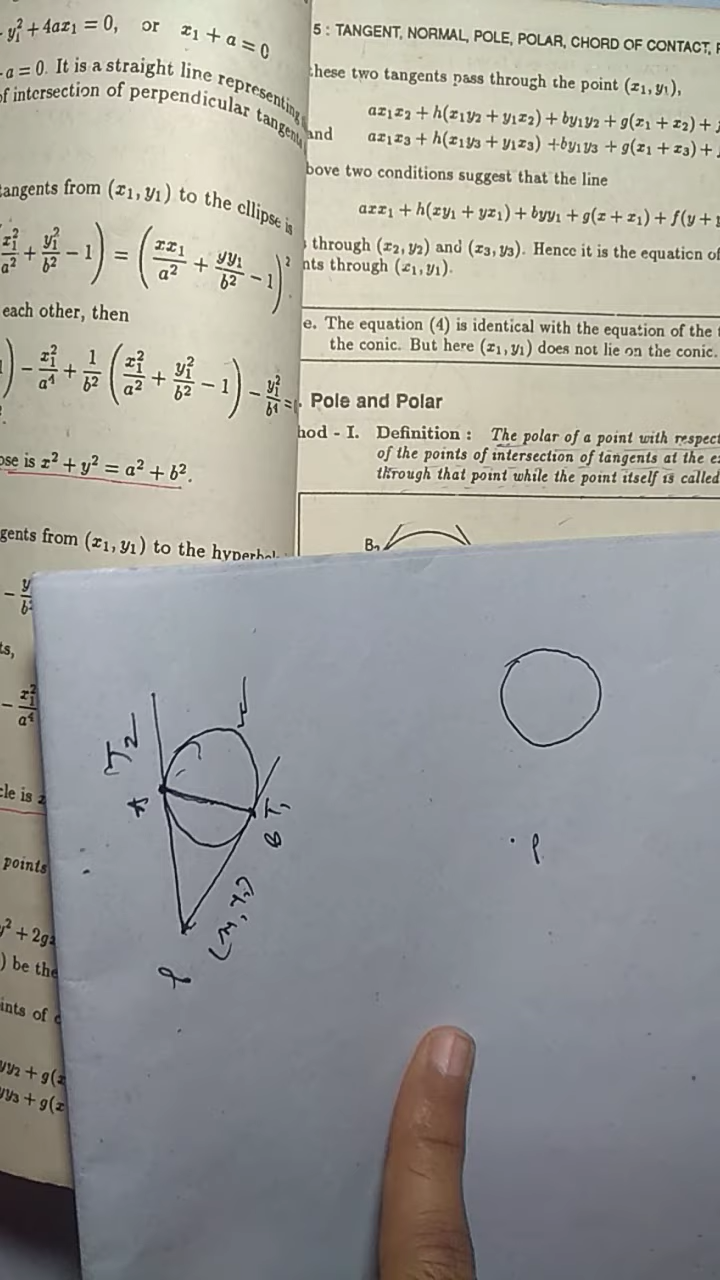 y₁² + 4ax₁ = 0, or x₁ + a = 0
a = 0. It is a straight line representing
of intersection of perpendicular tangents
tangents from (x₁, y₁) to the ellipse is
x₁²/a² + y₁²/b² − 1) = (xx₁/a² + yy₁/b² − 1)².
each other, then
) − x₁²/a⁴ + 1/b² (x₁²/a² + y₁²/b² − 1) − y₁²/b⁴ =
is x² + y² = a² + b².
from (x₁, y₁) to the
− x₁²/a⁴
is
points
y² + 2g
) be the
of
yy₂ + g(x
yy₃ + g(x
5 : TANGENT, NORMAL, POLE, POLAR, CHORD OF CONTACT,
these two tangents pass through the point (x₁, y₁),
ax₁x₂ + h(x₁y₂ + y₁x₂) + by₁y₂ + g(x₁ + x₂) +
and ax₁x₃ + h(x₁y₃ + y₁x₃) + by₁y₃ + g(x₁ + x₃) +
bove two conditions suggest that the line
axx₁ + h(xy₁ + yx₁) + byy₁ + g(x + x₁) + f(y +
through (x₂, y₂) and (x₃, y₃). Hence it is the equation of
nts through (x₁, y₁).
e. The equation (4) is identical with the equation of the
the conic. But here (x₁, y₁) does not lie on the conic.
Pole and Polar
hod - I. Definition : The polar of a point with respect
of the points of intersection of tangents at the
through that point while the point itself is called
B₂
T₂
A
B T₁
(x₁, y₁)
P
P